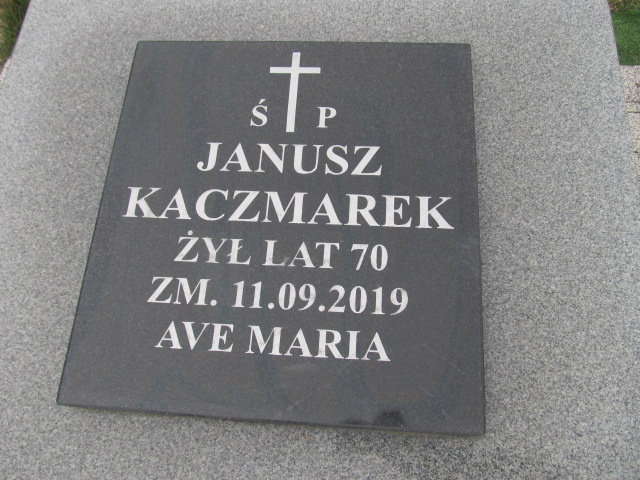 Ś P
JANUSZ
KACZMAREK
ŻYŁ LAT 70
ZM. 11.09.2019
AVE MARIA